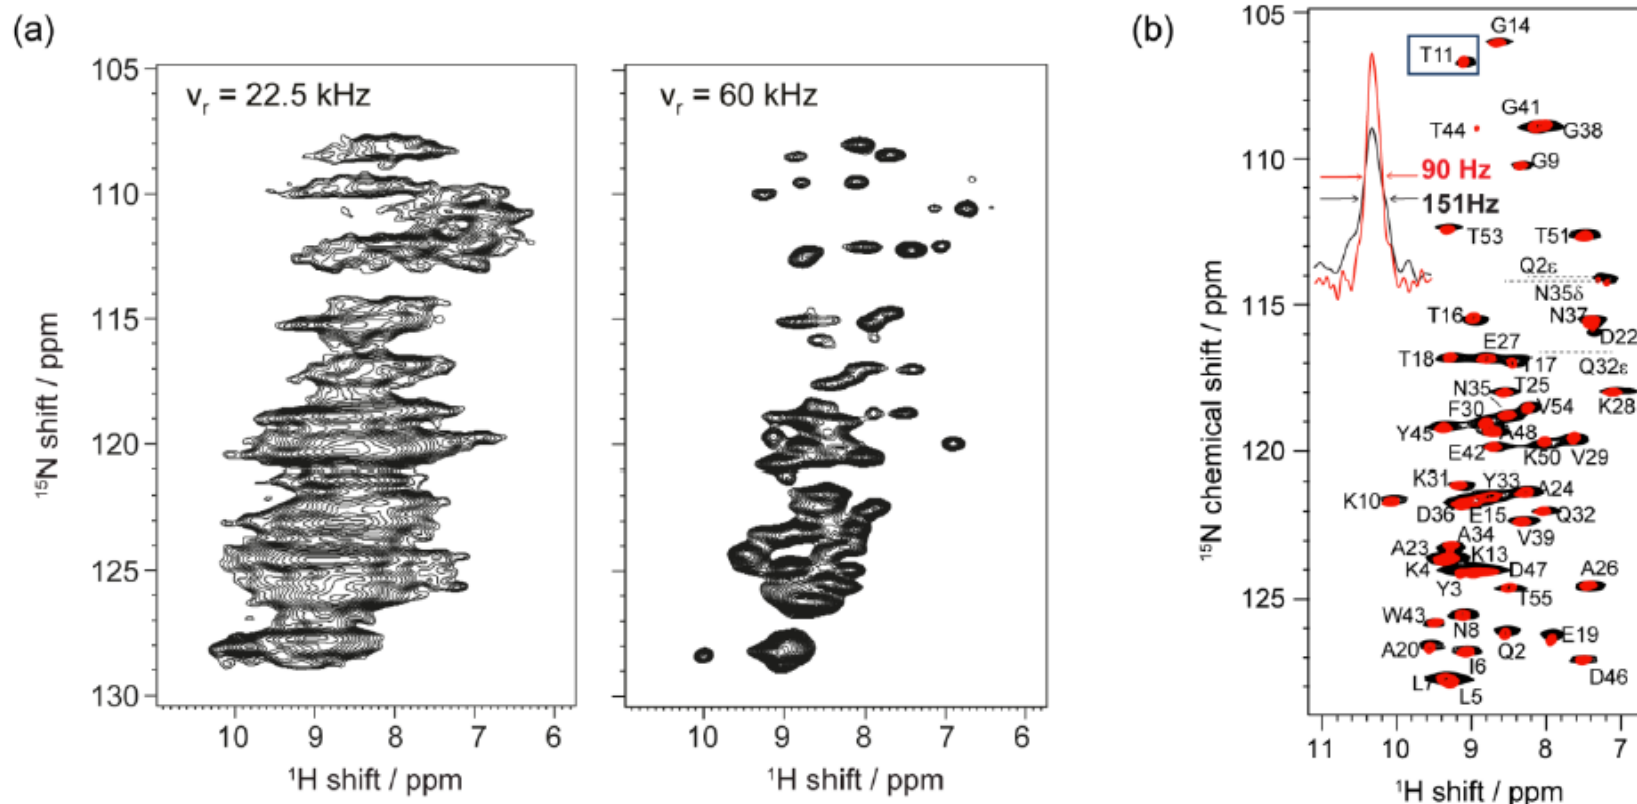 (a)
ν_r = 22.5 kHz
ν_r = 60 kHz
105
110
115
120
125
130
¹⁵N shift / ppm
10 9 8 7 6
¹H shift / ppm
10 9 8 7 6
¹H shift / ppm
(b)
105
110
115
120
125
¹⁵N chemical shift / ppm
G14
T11
G41
T44
G38
G9
90 Hz
151Hz
T53
T51
Q2ε
N35δ
T16
N37
E27
D22
T18
T17
Q32ε
N35
T25
K28
F30
V54
Y45
A48
E42
K50
V29
K31
Y33
A24
K10
D36
E15
Q32
A34
V39
A23
K13
K4
D47
Y3
A26
T55
W43
N8
E19
A20
Q2
I6
D46
L7
L5
11 10 9 8 7
¹H shift / ppm